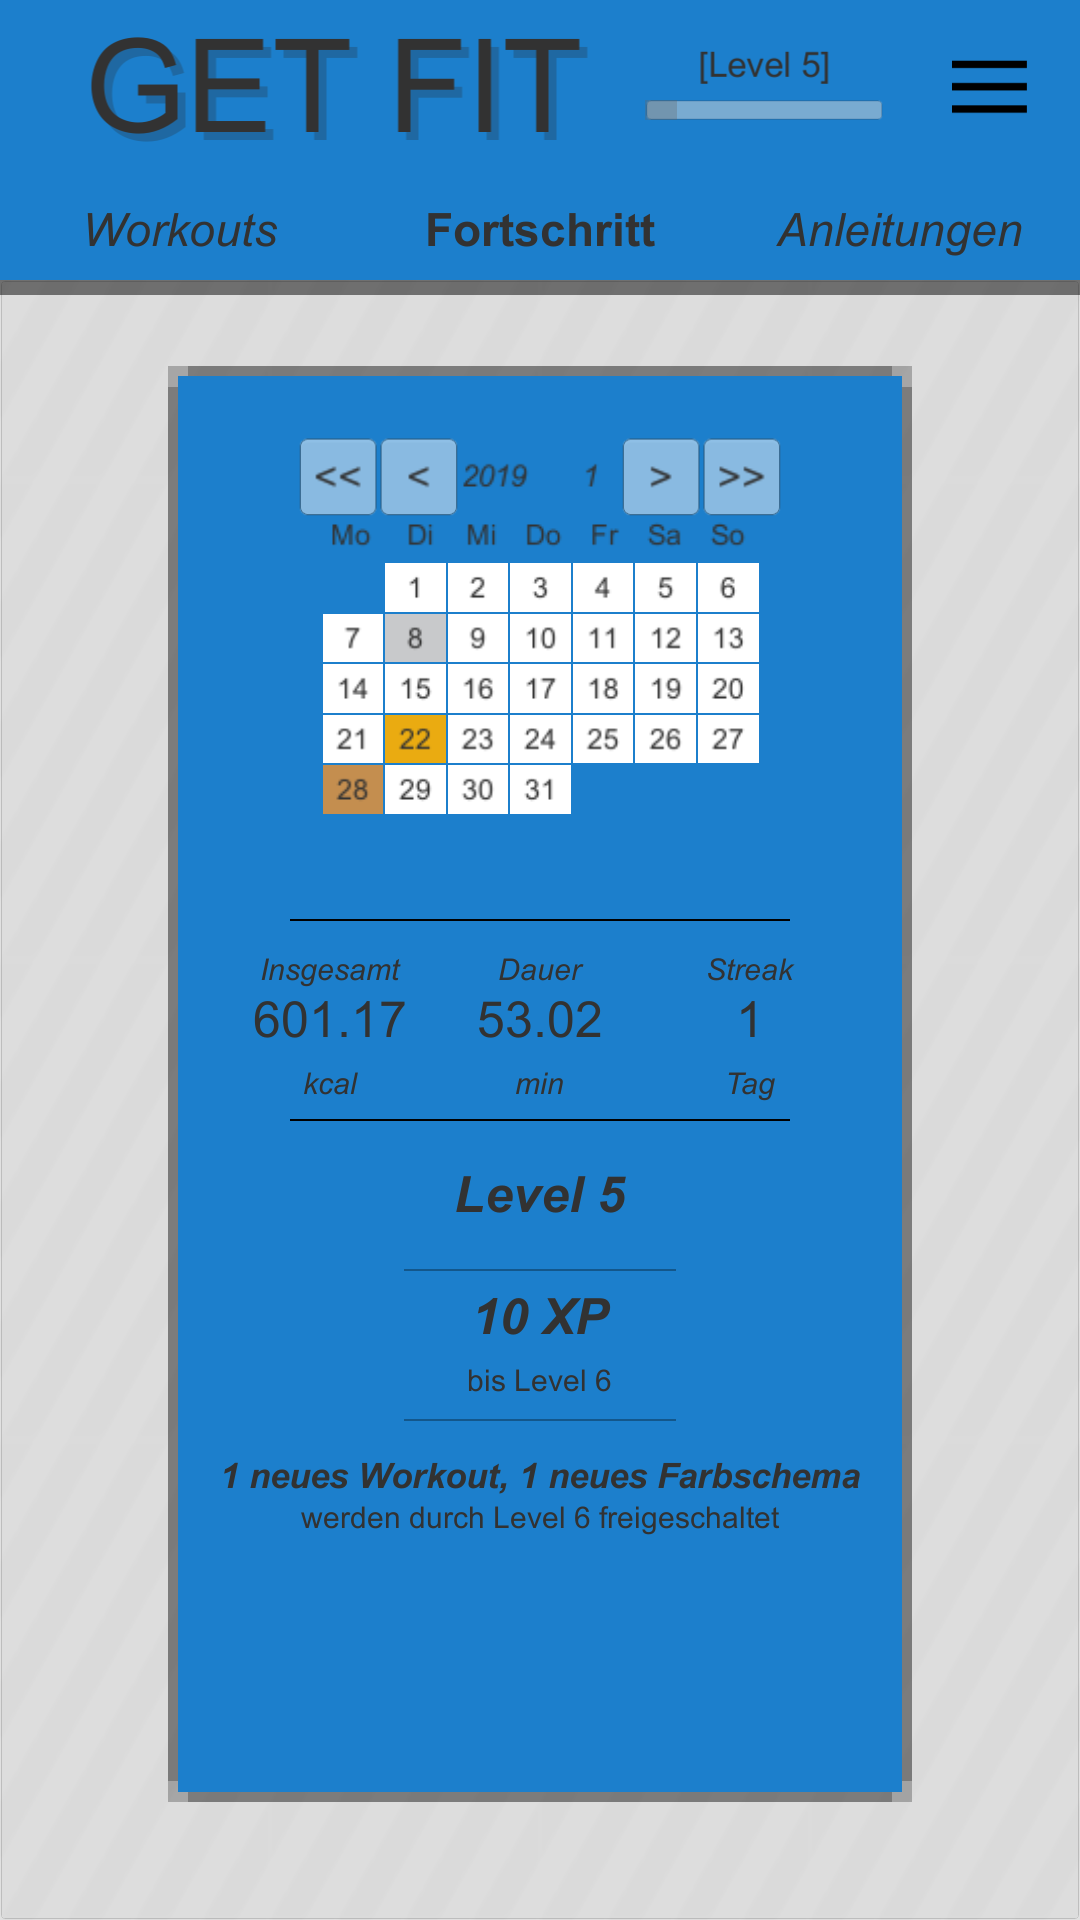 GET FIT
[Level 5]
Workouts Fortschritt Anleitungen
<< < 2019 1 > >>
Mo Di Mi Do Fr Sa So
1 2 3 4 5 6
7 8 9 10 11 12 13
14 15 16 17 18 19 20
21 22 23 24 25 26 27
28 29 30 31
Insgesamt Dauer Streak
601.17 53.02 1
kcal min Tag
Level 5
10 XP
bis Level 6
1 neues Workout, 1 neues Farbschema
werden durch Level 6 freigeschaltet